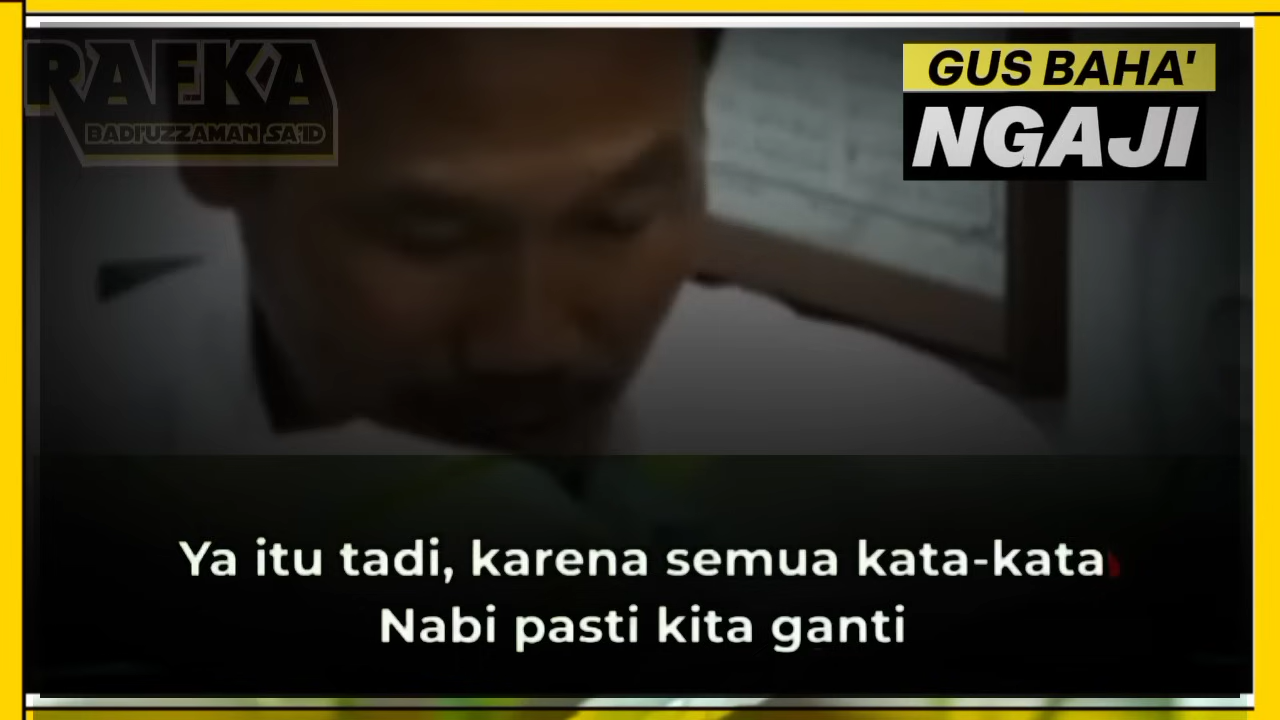 RAFKA
BADI'UZZAMAN SA'ID
GUS BAHA'
NGAJI
Ya itu tadi, karena semua kata-kata
Nabi pasti kita ganti